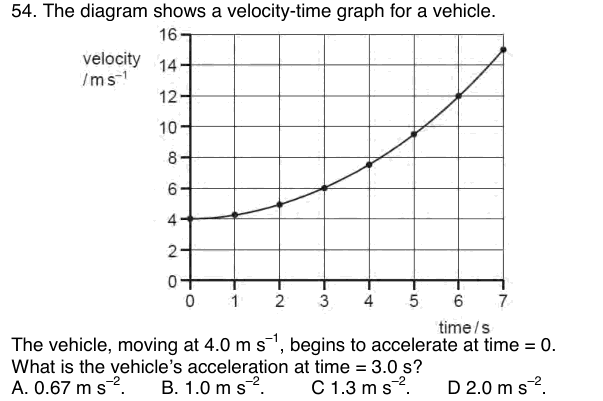 54. The diagram shows a velocity-time graph for a vehicle.
velocity
/m s⁻¹
16
14
12
10
8
6
4
2
0
0 1 2 3 4 5 6 7
time/s
The vehicle, moving at 4.0 m s⁻¹, begins to accelerate at time = 0.
What is the vehicle’s acceleration at time = 3.0 s?
A. 0.67 m s⁻². B. 1.0 m s⁻². C 1.3 m s⁻². D 2.0 m s⁻².